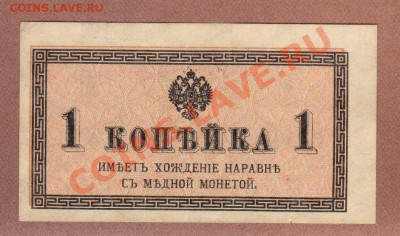 COINS.LAVE.RU
COINS.LAVE.RU
1 КОПѢЙКА 1
ИМѢЕТЪ ХОЖДЕНІЕ НАРАВНѢ
СЪ МѢДНОЙ МОНЕТОЙ.